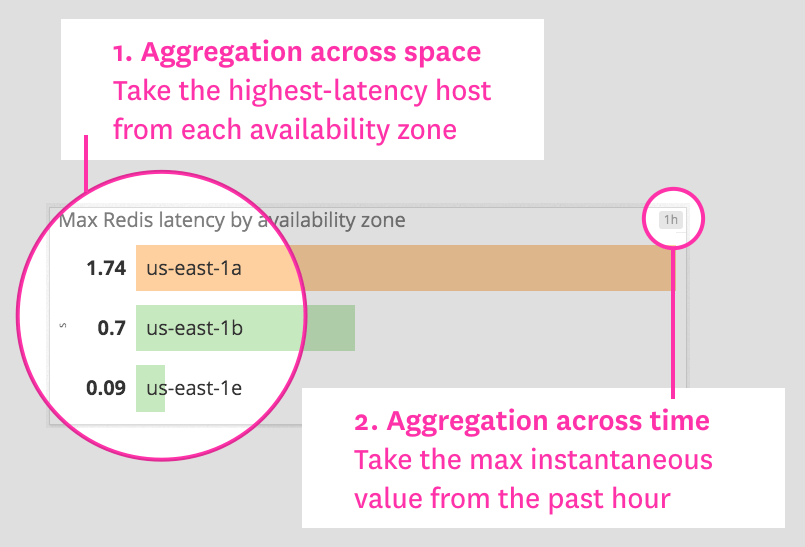 1. Aggregation across space
Take the highest-latency host
from each availability zone
Max Redis latency by availability zone
1h
1.74 us-east-1a
s
0.7 us-east-1b
0.09 us-east-1e
2. Aggregation across time
Take the max instantaneous
value from the past hour